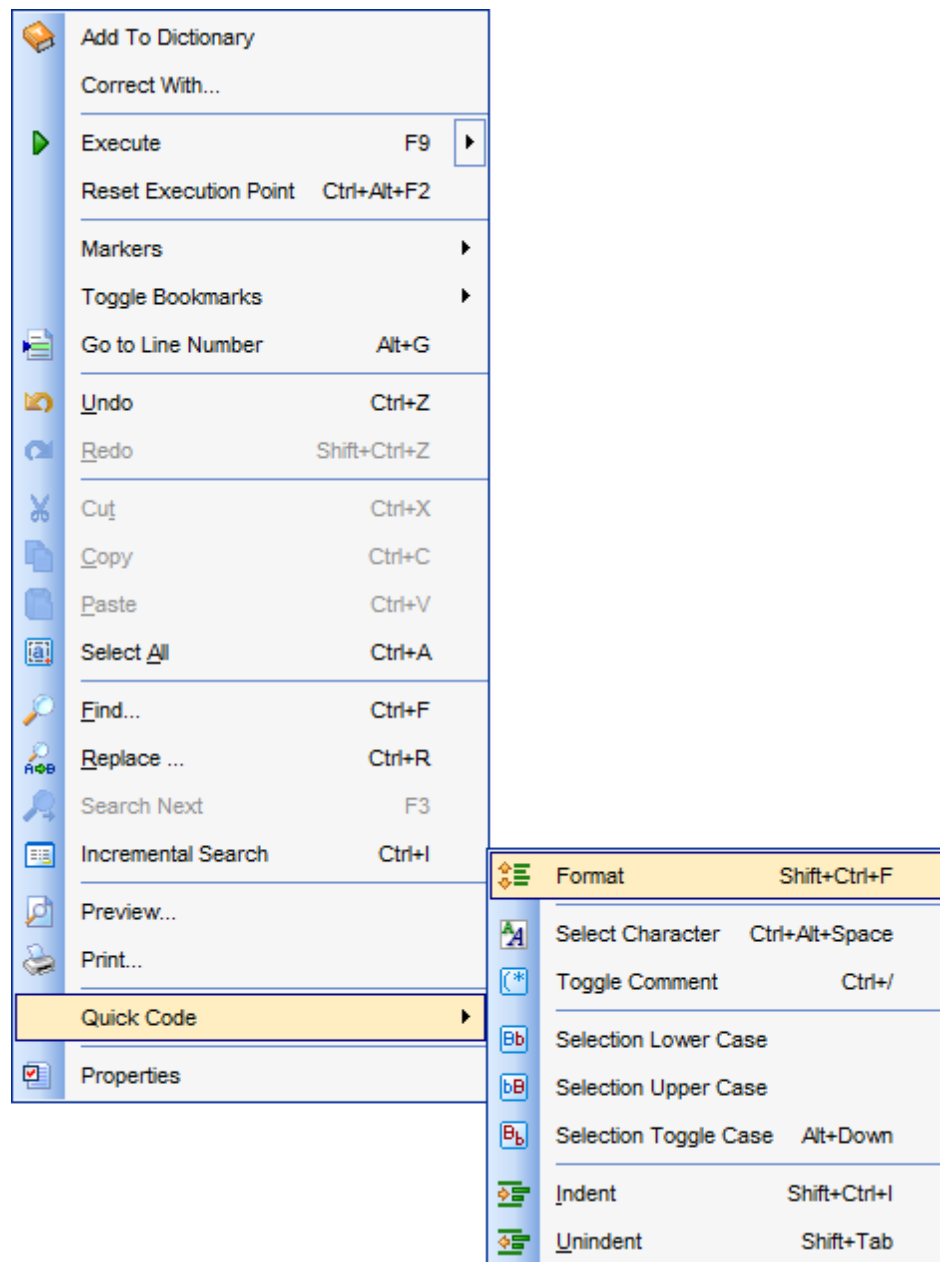 Add To Dictionary
Correct With...
Execute F9
Reset Execution Point Ctrl+Alt+F2
Markers
Toggle Bookmarks
Go to Line Number Alt+G
Undo Ctrl+Z
Redo Shift+Ctrl+Z
Cut Ctrl+X
Copy Ctrl+C
Paste Ctrl+V
Select All Ctrl+A
Find... Ctrl+F
Replace ... Ctrl+R
Search Next F3
Incremental Search Ctrl+I
Preview...
Print...
Quick Code
Properties
Format Shift+Ctrl+F
Select Character Ctrl+Alt+Space
Toggle Comment Ctrl+/
Selection Lower Case
Selection Upper Case
Selection Toggle Case Alt+Down
Indent Shift+Ctrl+I
Unindent Shift+Tab